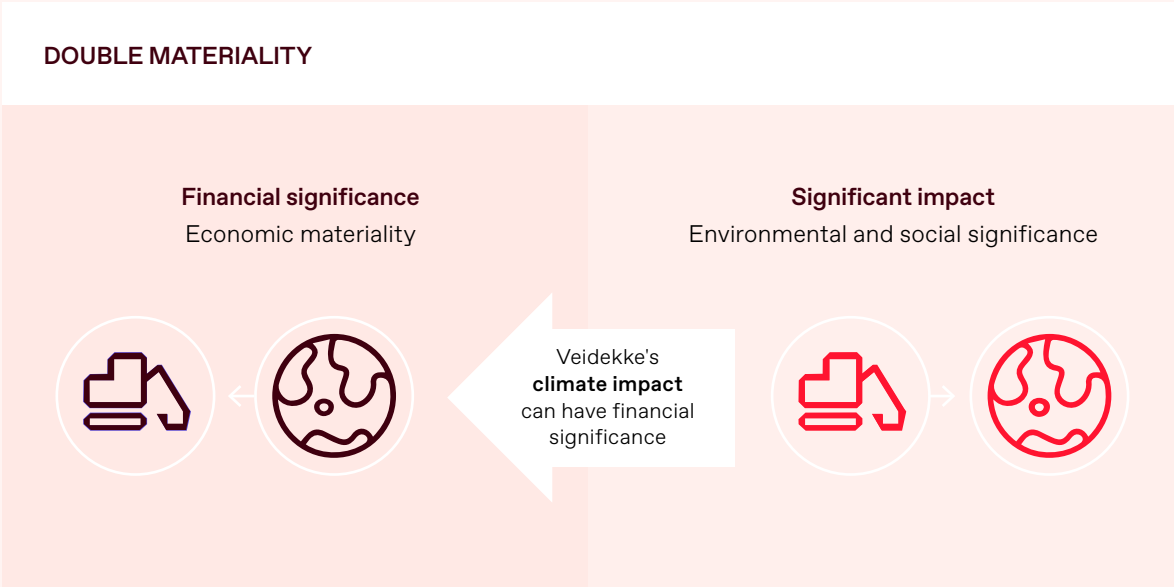 DOUBLE MATERIALITY
Financial significance
Economic materiality
Significant impact
Environmental and social significance
Veidekke's
climate impact
can have financial
significance